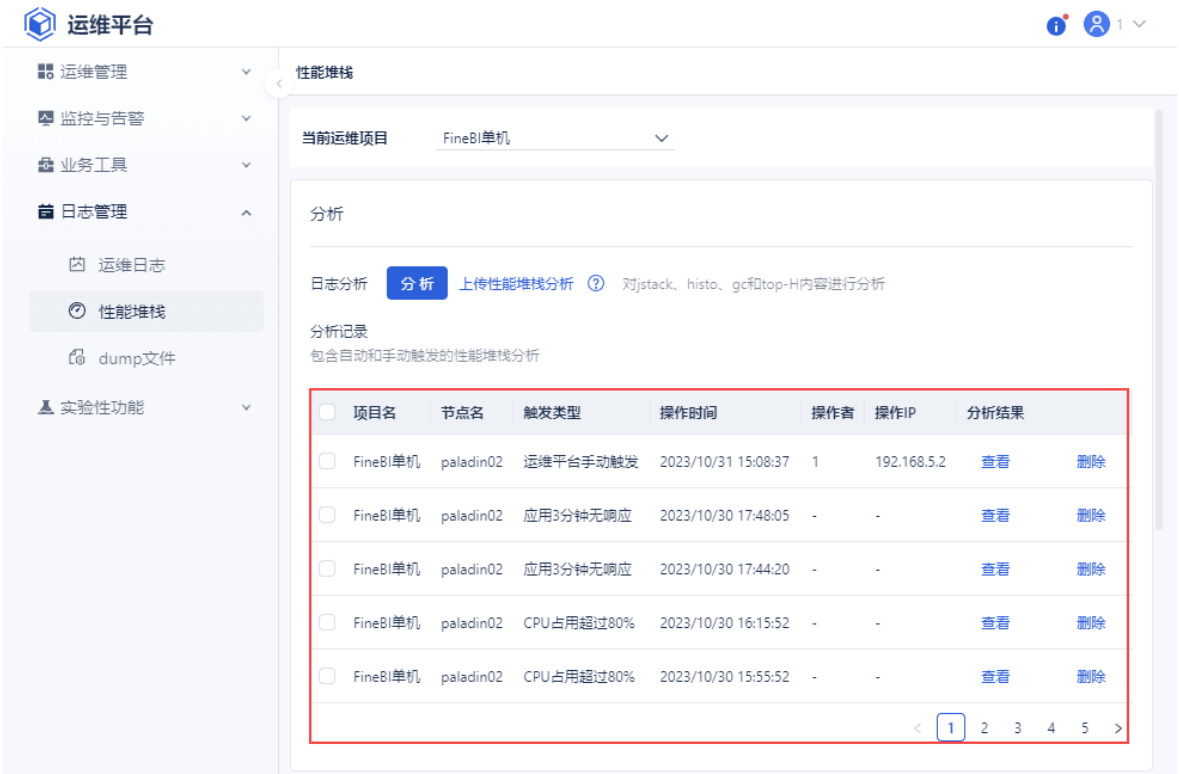 运维平台
1
运维管理
监控与告警
业务工具
日志管理
运维日志
性能堆栈
dump文件
实验性功能
性能堆栈
当前运维项目 FineBI单机
分析
日志分析 分析 上传性能堆栈分析 ? 对jstack、histo、gc和top-H内容进行分析
分析记录
包含自动和手动触发的性能堆栈分析
项目名 节点名 触发类型 操作时间 操作者 操作IP 分析结果
FineBI单机 paladin02 运维平台手动触发 2023/10/31 15:08:37 1 192.168.5.2 查看 删除
FineBI单机 paladin02 应用3分钟无响应 2023/10/30 17:48:05 - - 查看 删除
FineBI单机 paladin02 应用3分钟无响应 2023/10/30 17:44:20 - - 查看 删除
FineBI单机 paladin02 CPU占用超过80% 2023/10/30 16:15:52 - - 查看 删除
FineBI单机 paladin02 CPU占用超过80% 2023/10/30 15:55:52 - - 查看 删除
< 1 2 3 4 5 >